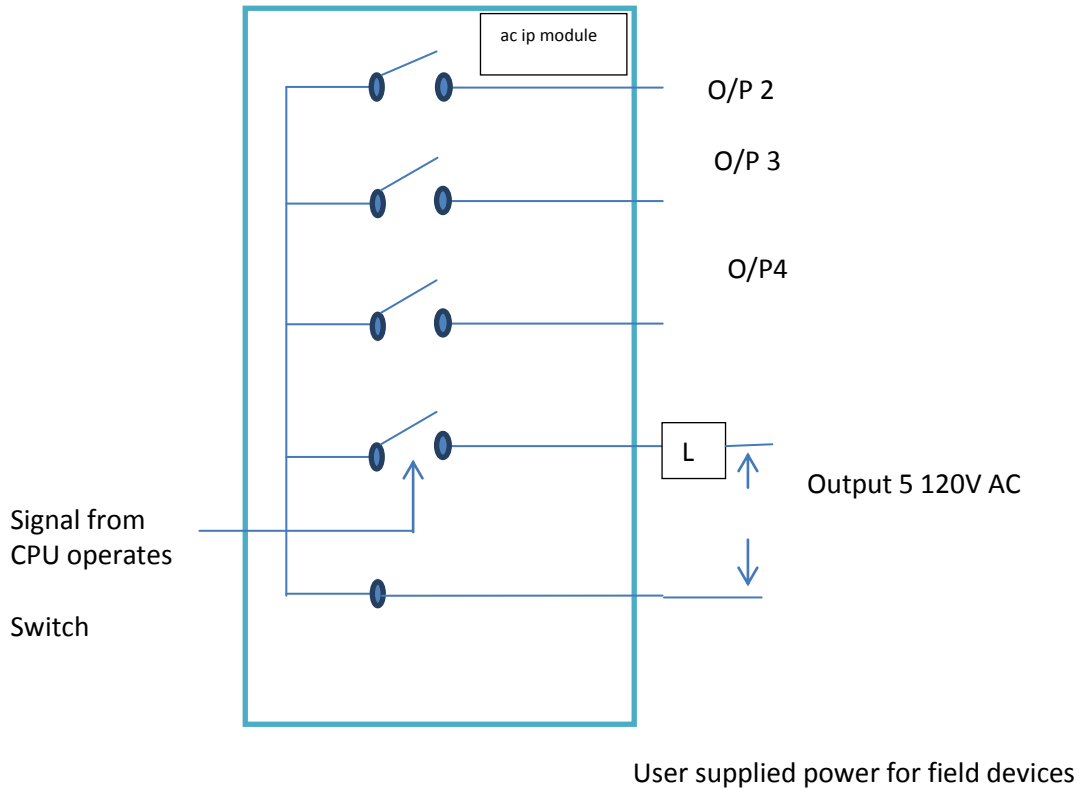 ac ip module
O/P 2
O/P 3
O/P4
L
Output 5 120V AC
Signal from
CPU operates
Switch
User supplied power for field devices